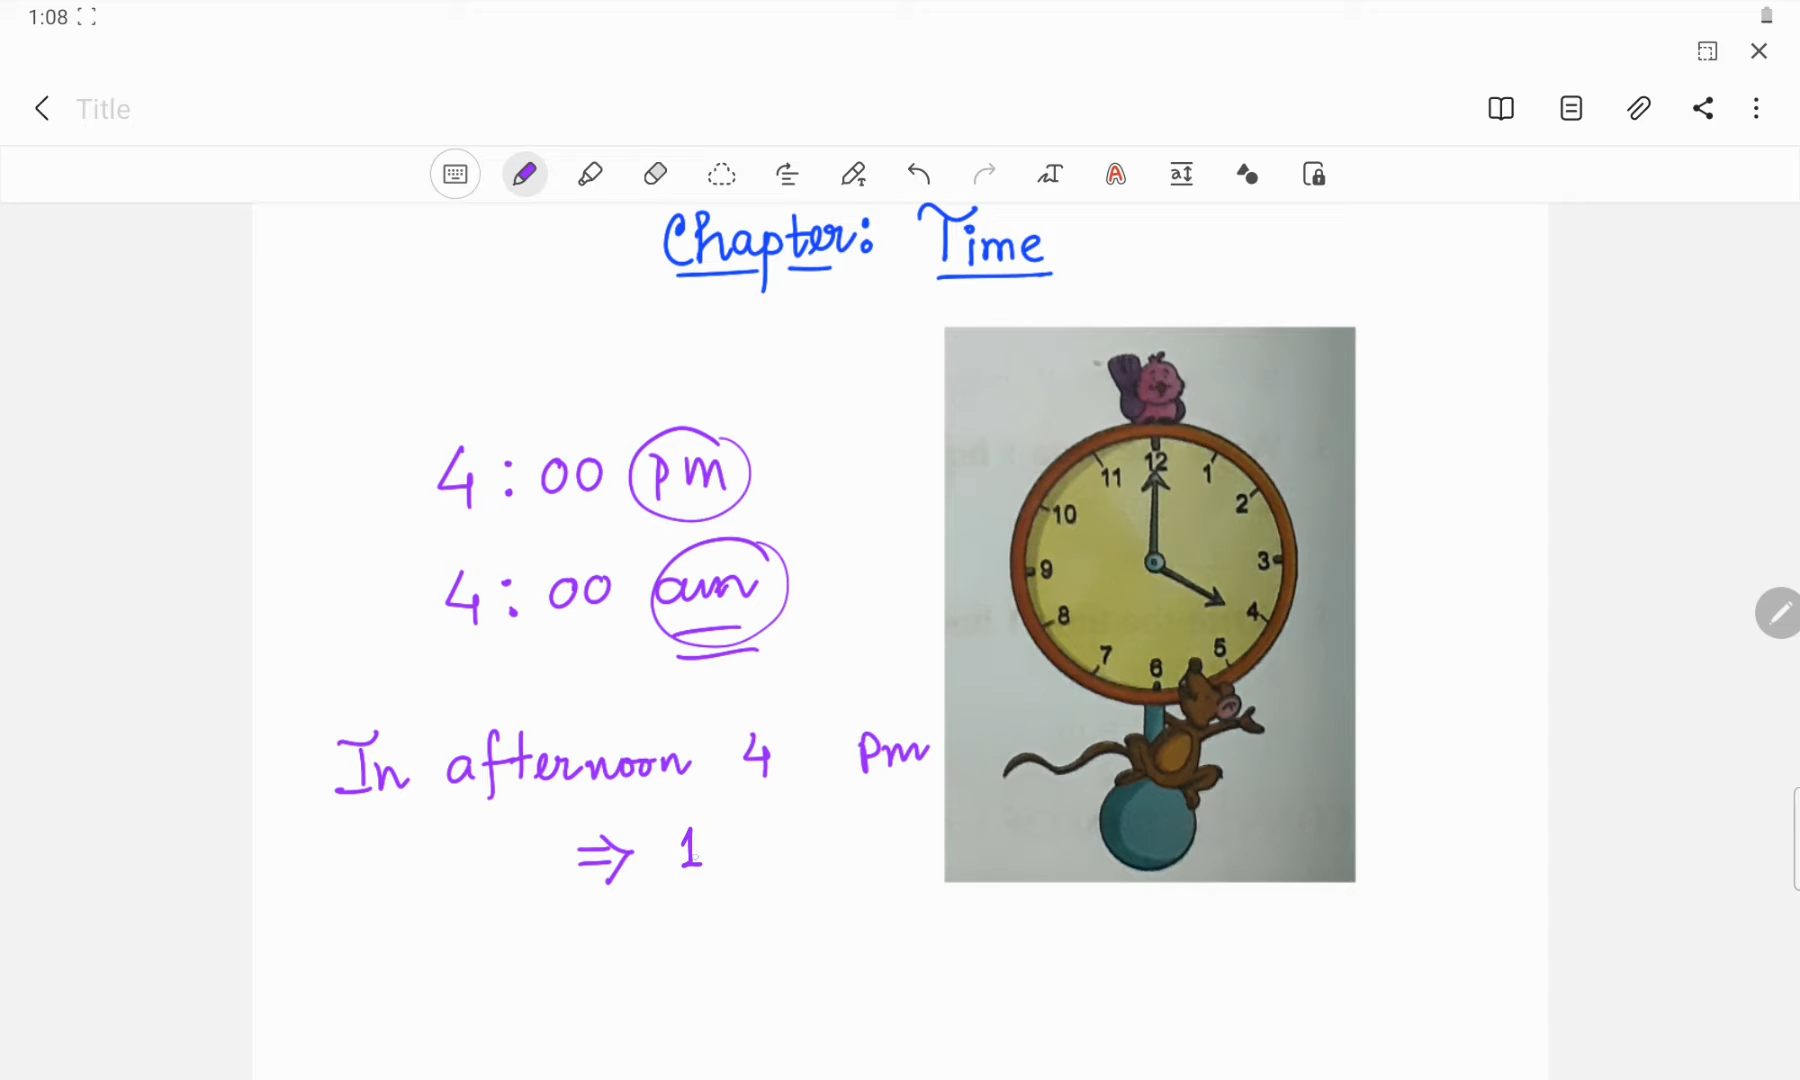 1:08
Title
Chapter: Time
4 : 00 pm
4 : 00 am
In afternoon 4 pm
⇒ 1
12
11 1
10 2
9 3
8 4
7 5
6